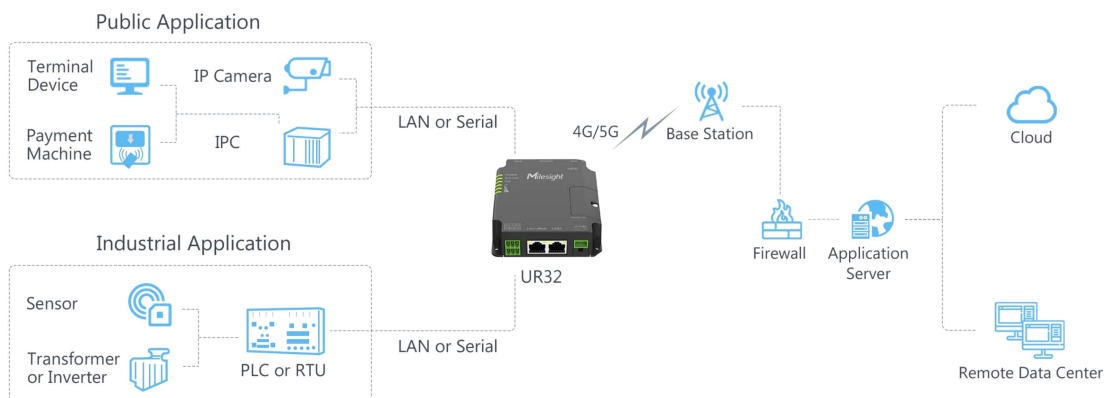 Public Application
Terminal
Device
IP Camera
Payment
Machine
IPC
LAN or Serial
Industrial Application
Sensor
Transformer
or Inverter
PLC or RTU
LAN or Serial
Milesight
UR32
4G/5G
Base Station
Firewall
Application
Server
Cloud
Remote Data Center